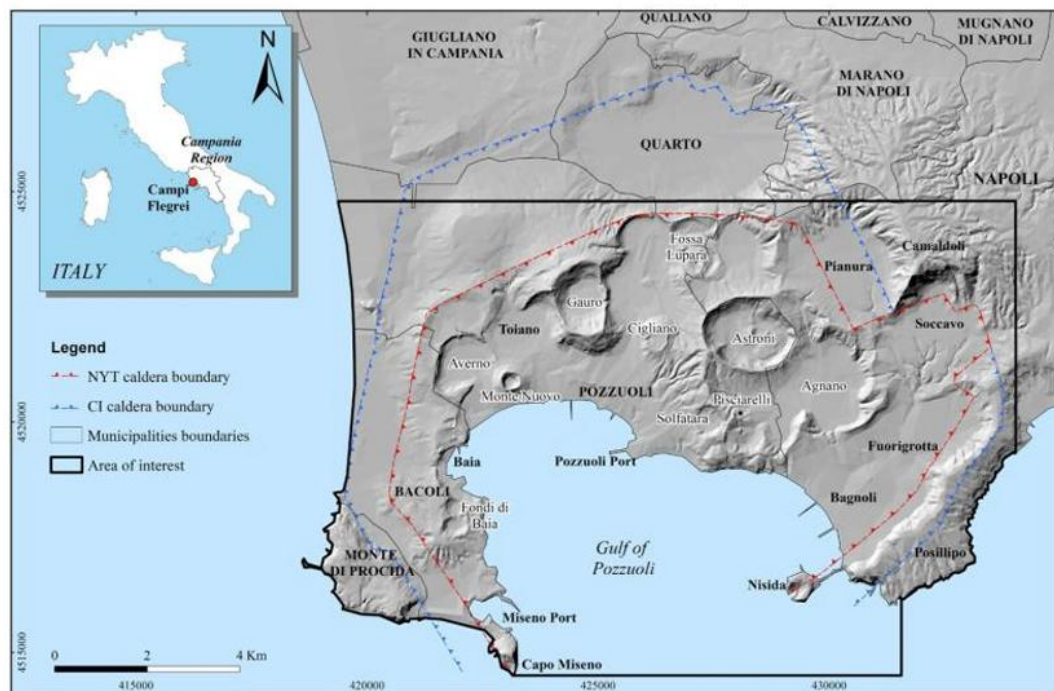 QUALIANO
CALVIZZANO
MUGNANO
DI NAPOLI
GIUGLIANO
IN CAMPANIA
MARANO
DI NAPOLI
N
Campania
Region
Campi
Flegrei
ITALY
QUARTO
NAPOLI
4525000
Fossa
Lupara
Pianura
Camaldoli
Gauro
Toiano
Cigliano
Astroni
Soccavo
Legend
NYT caldera boundary
CI caldera boundary
Municipalities boundaries
Area of interest
Averno
Monte Nuovo
POZZUOLI
Agnano
Pisciarelli
Solfatara
4520000
Fuorigrotta
Baia
Pozzuoli Port
BACOLI
Bagnoli
Fondi di
Baia
Gulf of
Pozzuoli
MONTE
DI PROCIDA
Posillipo
Nisida
Miseno Port
Capo Miseno
4515000
0 2 4 Km
415000 420000 425000 430000